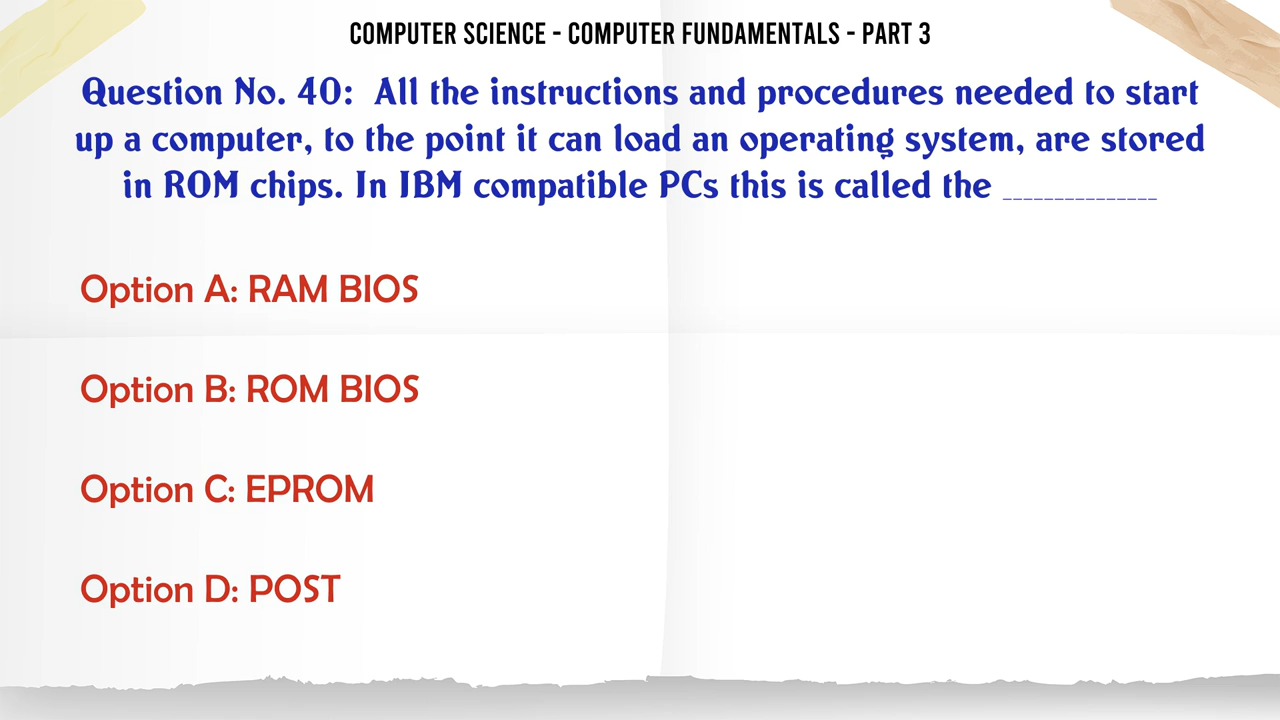 COMPUTER SCIENCE - COMPUTER FUNDAMENTALS - PART 3
Question No. 40: All the instructions and procedures needed to start
up a computer, to the point it can load an operating system, are stored
in ROM chips. In IBM compatible PCs this is called the _______________
Option A: RAM BIOS
Option B: ROM BIOS
Option C: EPROM
Option D: POST